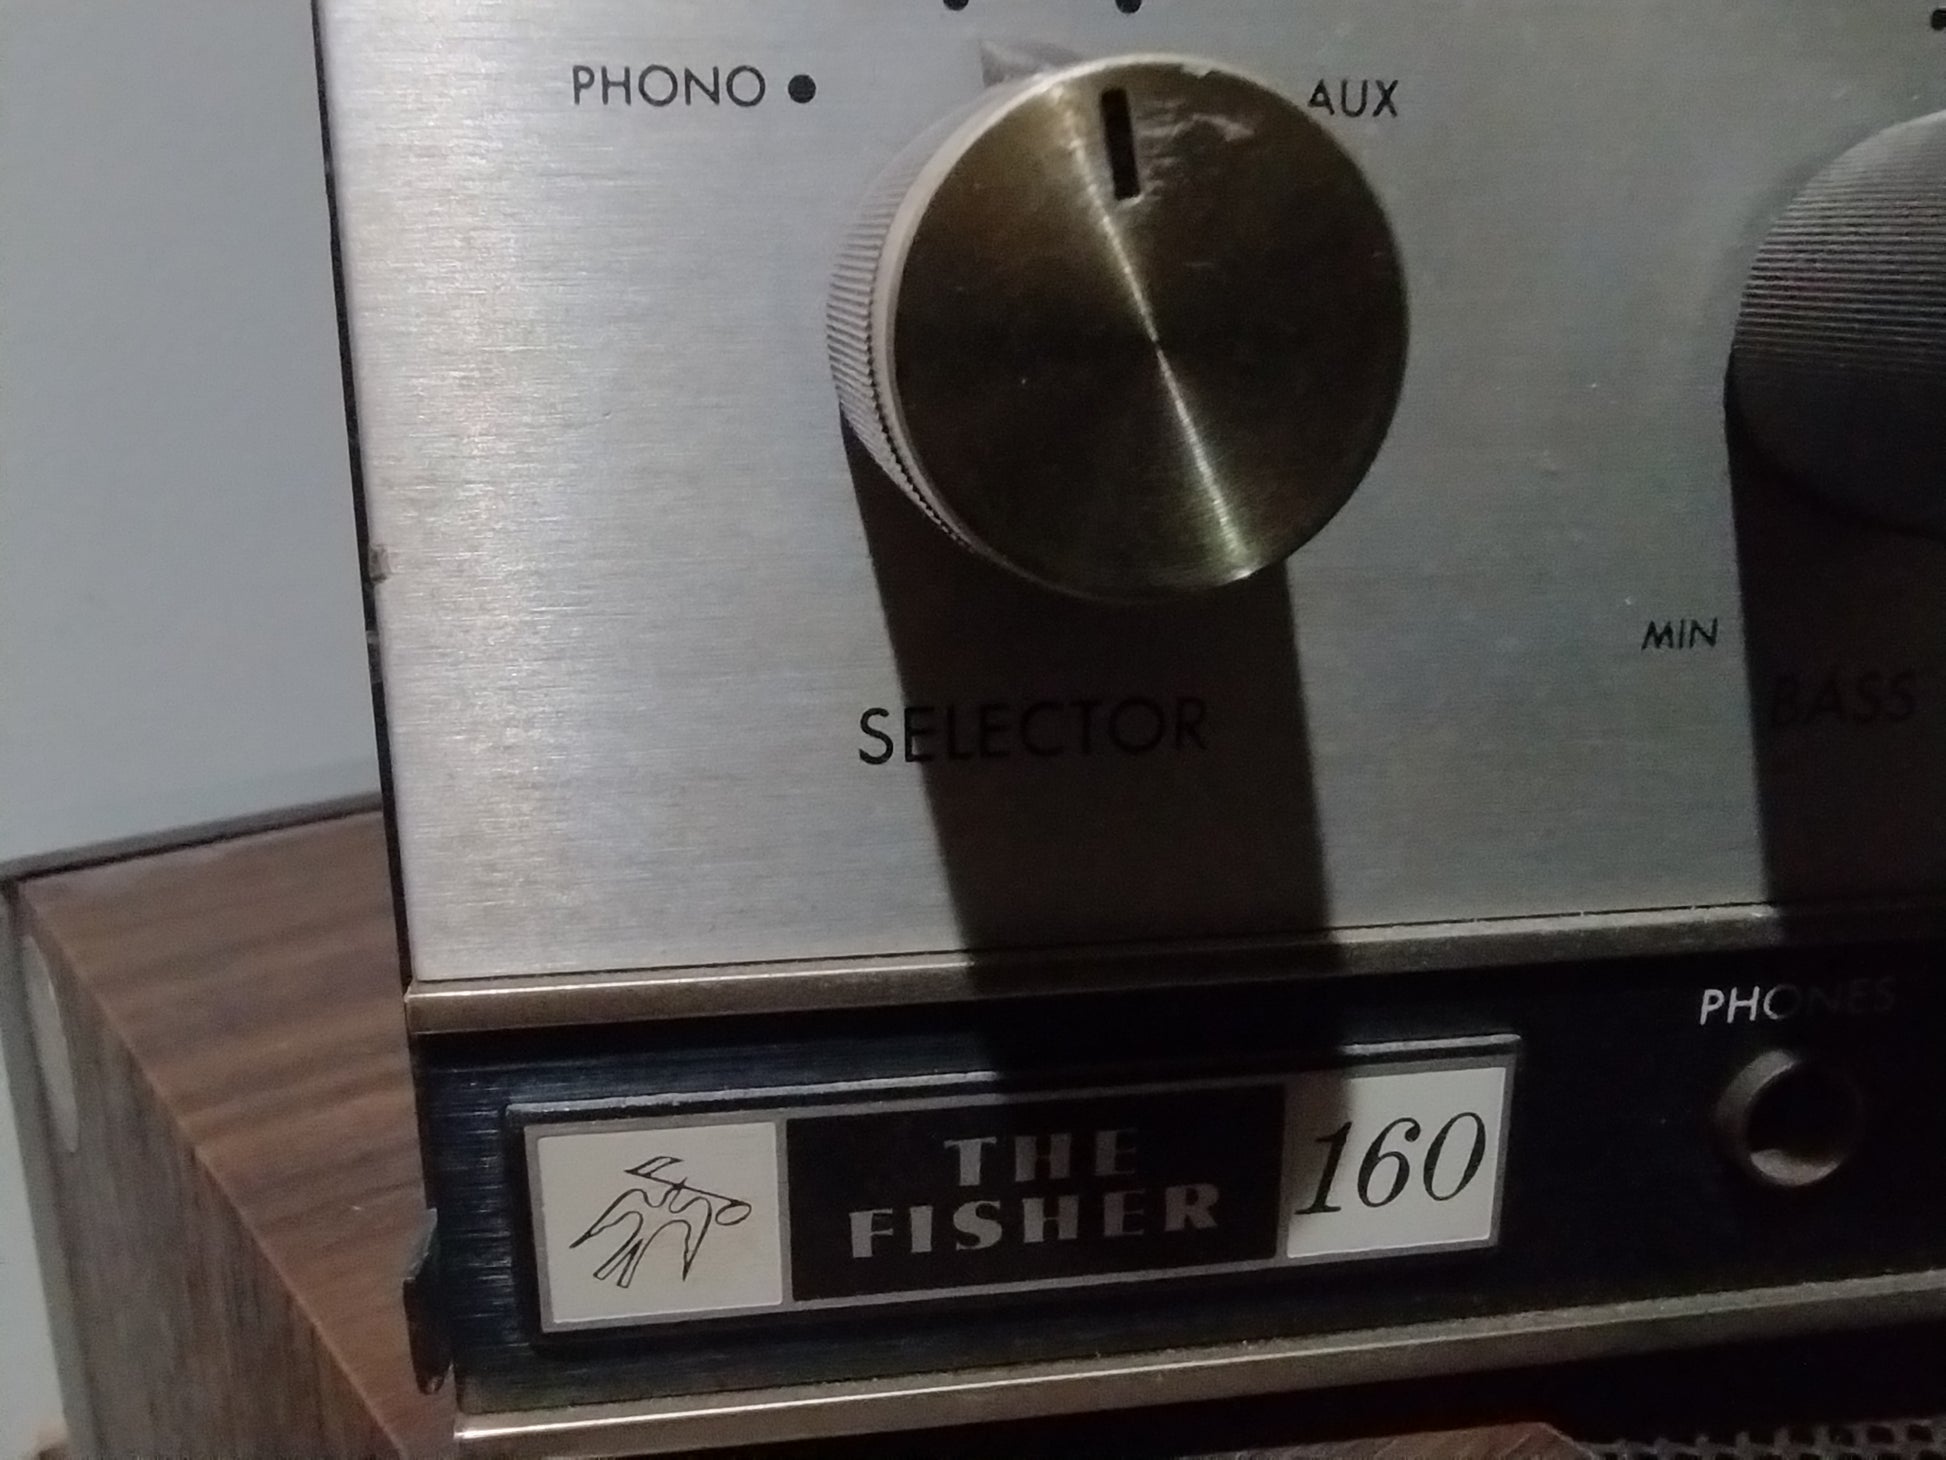 PHONO
AUX
SELECTOR
MIN
BASS
PHONES
THE
FISHER
160